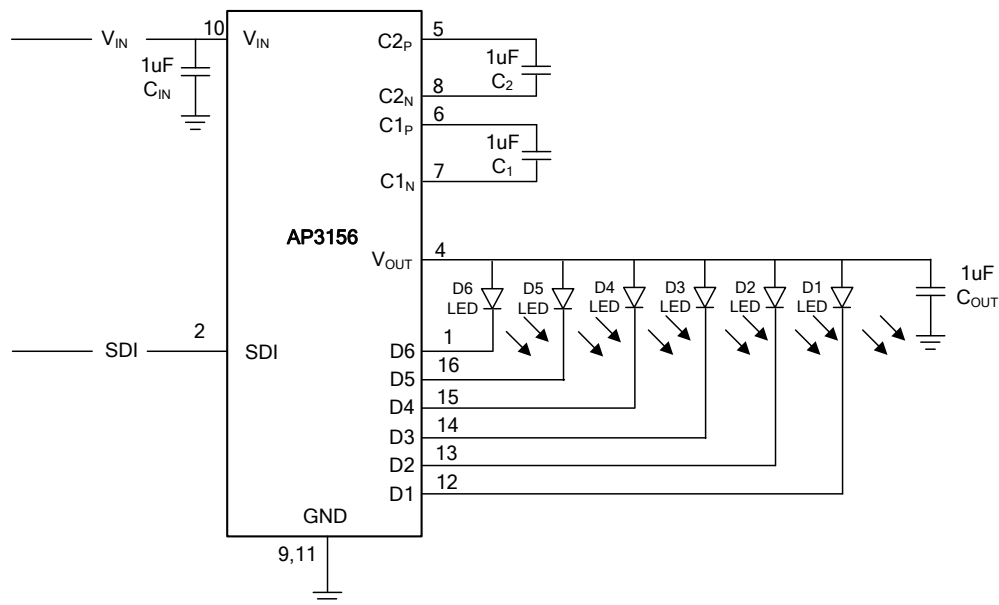 10
V_IN
V_IN
1uF
C_IN
C2_P
5
1uF
C_2
C2_N
8
C1_P
6
1uF
C_1
C1_N
7
AP3156
V_OUT
4
D6
LED
D5
LED
D4
LED
D3
LED
D2
LED
D1
LED
1uF
C_OUT
SDI
2
SDI
D6
1
D5
16
D4
15
D3
14
D2
13
D1
12
GND
9,11